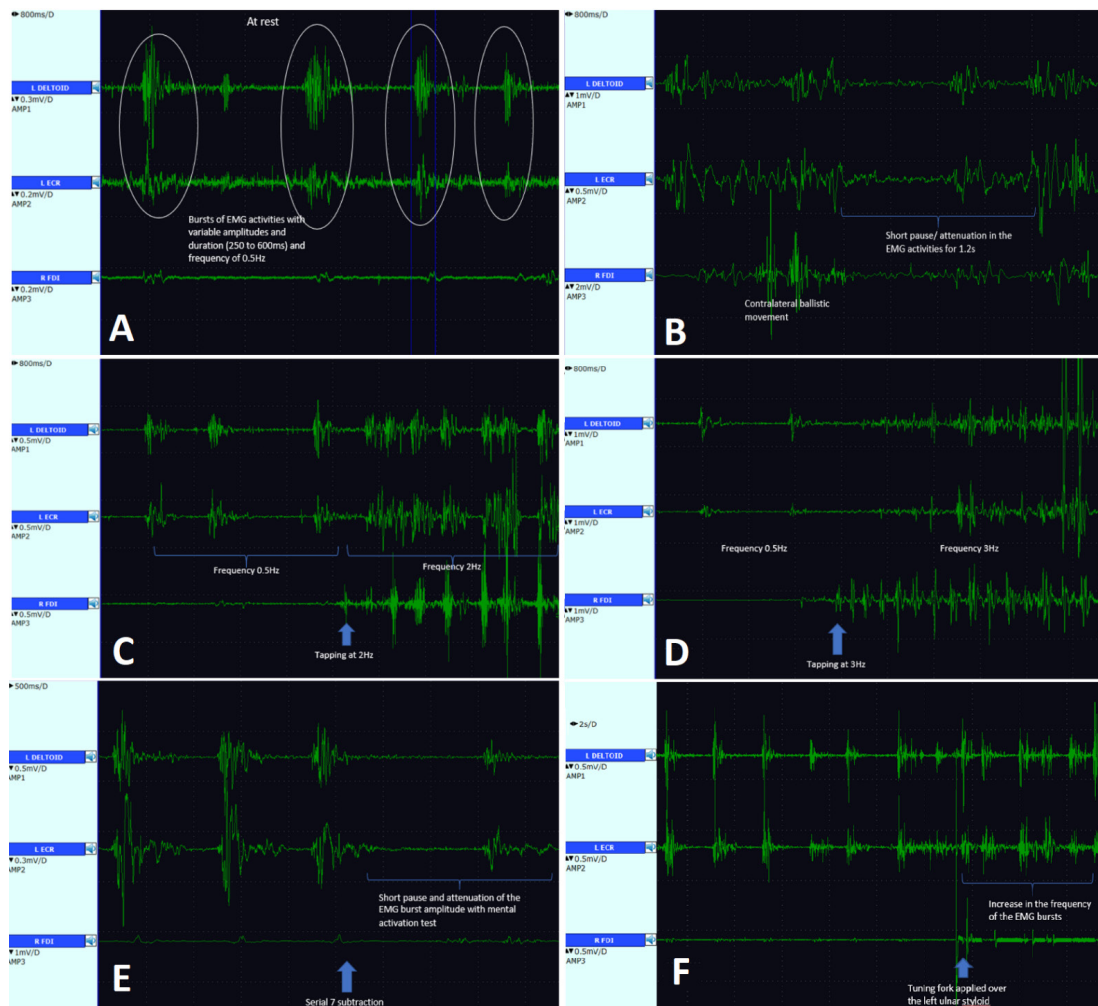 800ms/D
At rest
L DELTOID
0.3mV/D
AMP1
L ECR
0.2mV/D
AMP2
Bursts of EMG activities with
variable amplitudes and
duration (250 to 600ms) and
frequency of 0.5Hz
R FDI
0.2mV/D
AMP3
A
800ms/D
L DELTOID
1mV/D
AMP1
L ECR
0.5mV/D
AMP2
Short pause/ attenuation in the
EMG activities for 1.2s
R FDI
2mV/D
AMP3
Contralateral ballistic
movement
B
800ms/D
L DELTOID
0.5mV/D
AMP1
L ECR
0.5mV/D
AMP2
Frequency 0.5Hz
Frequency 2Hz
R FDI
0.5mV/D
AMP3
C
Tapping at 2Hz
800ms/D
L DELTOID
1mV/D
AMP1
L ECR
1mV/D
AMP2
Frequency 0.5Hz
Frequency 3Hz
R FDI
1mV/D
AMP3
D
Tapping at 3Hz
500ms/D
L DELTOID
0.5mV/D
AMP1
L ECR
0.3mV/D
AMP2
Short pause and attenuation of the
EMG burst amplitude with mental
activation test
R FDI
1mV/D
AMP3
E
Serial 7 subtraction
2s/D
L DELTOID
0.5mV/D
AMP1
L ECR
0.5mV/D
AMP2
Increase in the frequency
of the EMG bursts
R FDI
0.5mV/D
AMP3
F
Tuning fork applied over
the left ulnar styloid